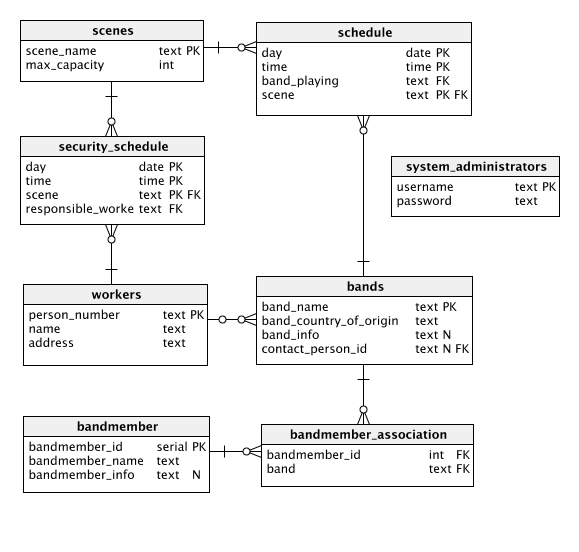 scenes
scene_name text PK
max_capacity int
schedule
day date PK
time time PK
band_playing text FK
scene text PK FK
security_schedule
day date PK
time time PK
scene text PK FK
responsible_worke text FK
system_administrators
username text PK
password text
workers
person_number text PK
name text
address text
bands
band_name text PK
band_country_of_origin text
band_info text N
contact_person_id text N FK
bandmember
bandmember_id serial PK
bandmember_name text
bandmember_info text N
bandmember_association
bandmember_id int FK
band text FK